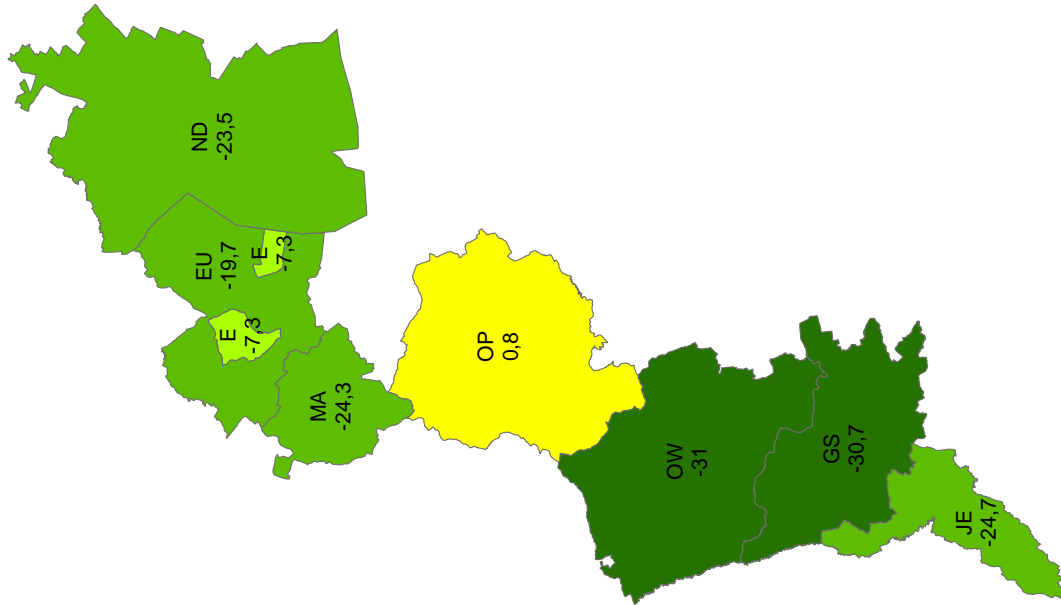 ND
-23,5
EU
-19,7
E
-7,3
E
-7,3
MA
-24,3
OP
0,8
OW
-31
GS
-30,7
JE
-24,7